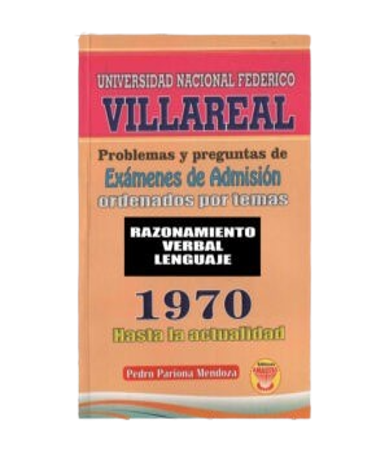 UNIVERSIDAD NACIONAL FEDERICO
VILLAREAL
Problemas y preguntas de
Exámenes de Admisión
ordenados por temas
RAZONAMIENTO
VERBAL
LENGUAJE
1970
Hasta la actualidad
Pedro Pariona Mendoza